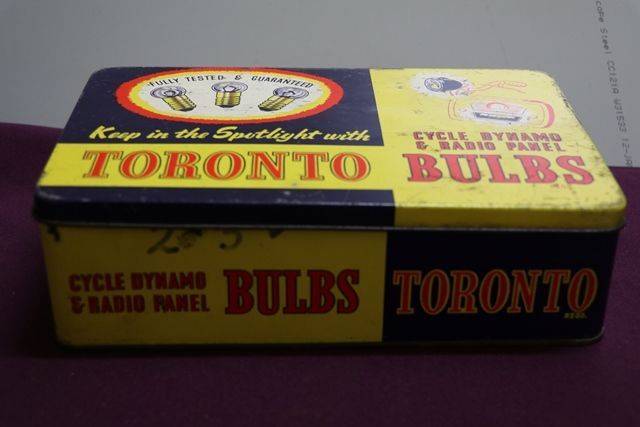 FULLY TESTED & GUARANTEED
Keep in the Spotlight with
TORONTO
CYCLE DYNAMO
& RADIO PANEL
BULBS
CYCLE DYNAMO
& RADIO PANEL
BULBS
TORONTO
REGD.